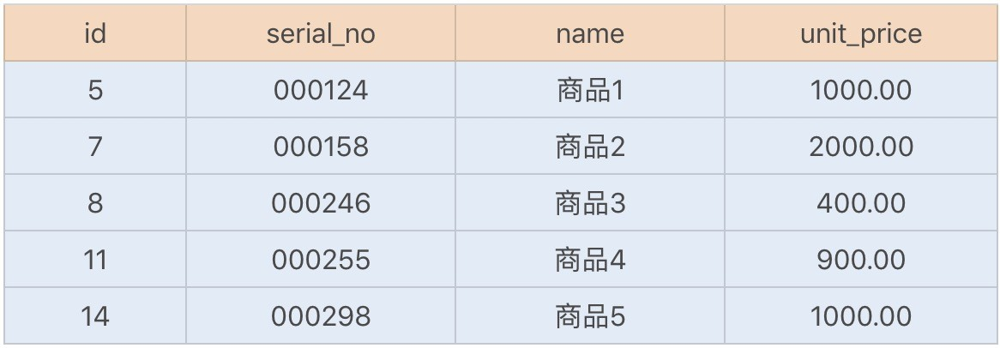 id serial_no name unit_price
5 000124 商品1 1000.00
7 000158 商品2 2000.00
8 000246 商品3 400.00
11 000255 商品4 900.00
14 000298 商品5 1000.00